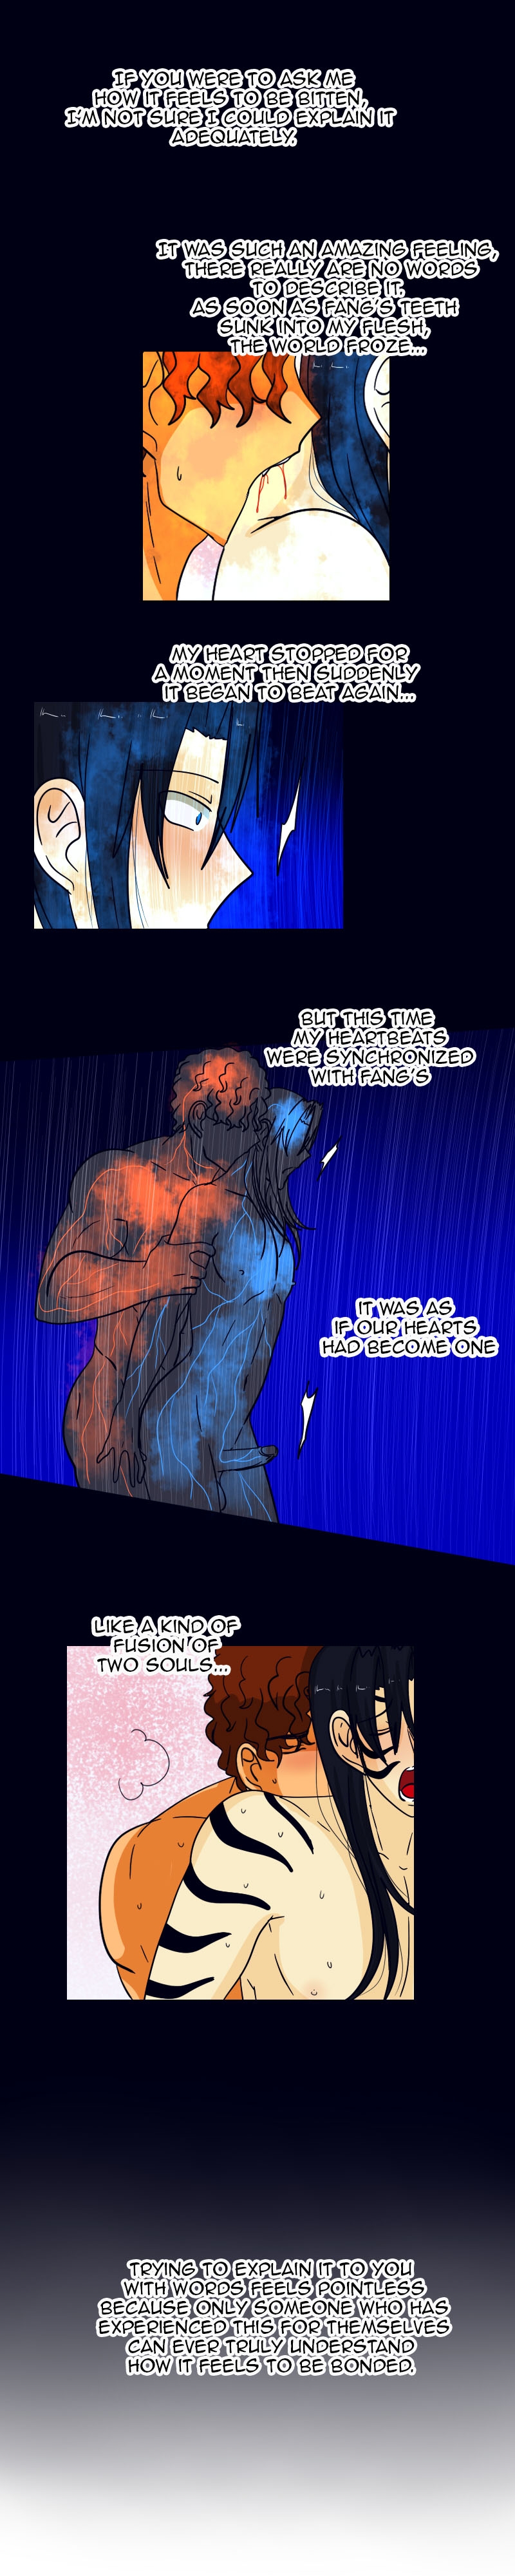 IF YOU WERE TO ASK ME
HOW IT FEELS TO BE BITTEN,
I'M NOT SURE I COULD EXPLAIN IT
ADEQUATELY.
IT WAS SUCH AN AMAZING FEELING,
THERE REALLY ARE NO WORDS
TO DESCRIBE IT.
AS SOON AS FANG'S TEETH
SUNK INTO MY FLESH,
THE WORLD FROZE...
MY HEART STOPPED FOR
A MOMENT THEN SUDDENLY
IT BEGAN TO BEAT AGAIN...
BUT THIS TIME
MY HEARTBEATS
WERE SYNCHRONIZED
WITH FANG'S
IT WAS AS
IF OUR HEARTS
HAD BECOME ONE
LIKE A KIND OF
FUSION OF
TWO SOULS...
TRYING TO EXPLAIN IT TO YOU
WITH WORDS FEELS POINTLESS
BECAUSE ONLY SOMEONE WHO HAS
EXPERIENCED THIS FOR THEMSELVES
CAN EVER TRULY UNDERSTAND
HOW IT FEELS TO BE BONDED.